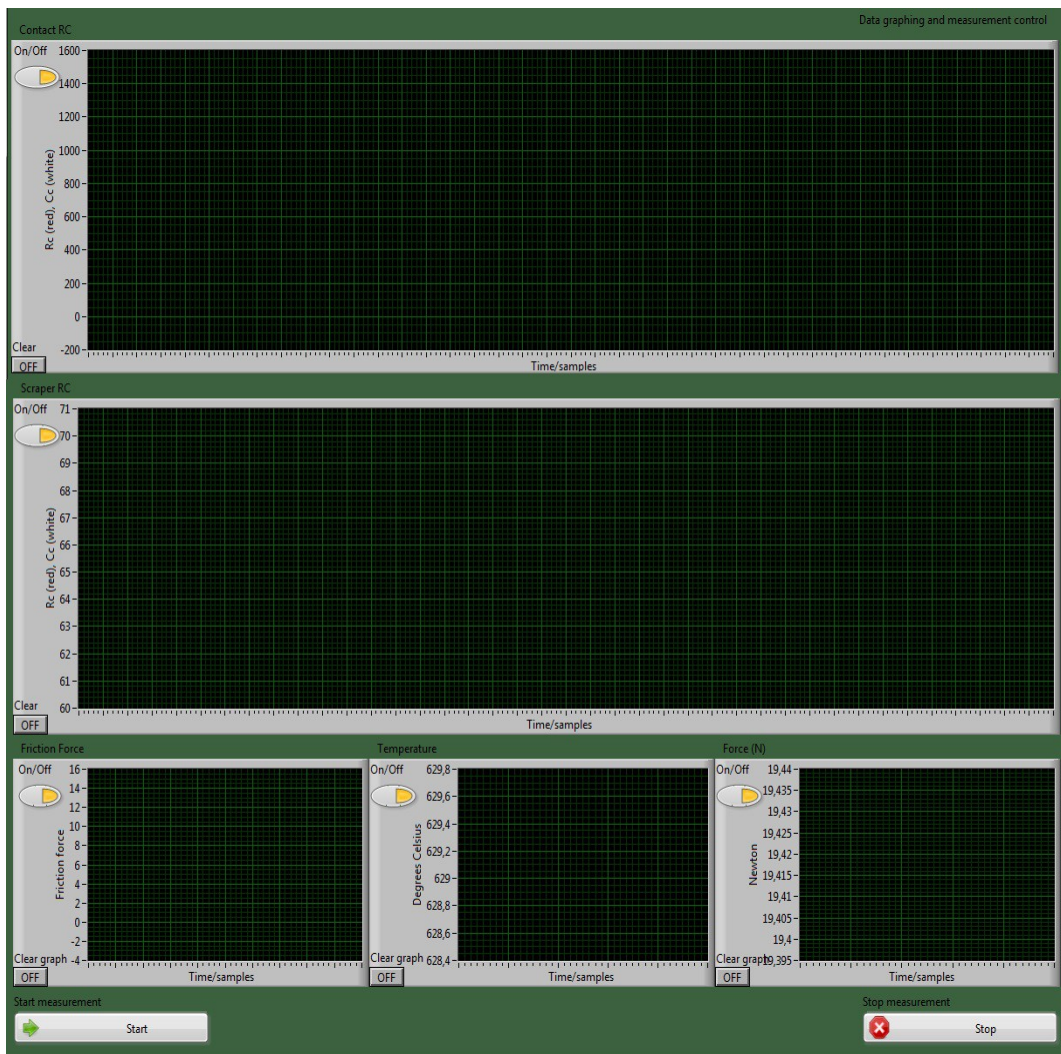 Data graphing and measurement control
Contact RC
On/Off
1600
1400
1200
1000
800
600
400
200
0
-200
Rc (red), Cc (white)
Clear
OFF
Time/samples
Scraper RC
On/Off
71
70
69
68
67
66
65
64
63
62
61
60
Rc (red), Cc (white)
Clear
OFF
Time/samples
Friction Force
On/Off
16
14
12
10
8
6
4
2
0
-2
-4
Friction force
Clear graph
OFF
Time/samples
Temperature
On/Off
629,8
629,6
629,4
629,2
629
628,8
628,6
628,4
Degrees Celsius
Clear graph
OFF
Time/samples
Force (N)
On/Off
19,44
19,435
19,43
19,425
19,42
19,415
19,41
19,405
19,4
19,395
Newton
Clear graph
OFF
Time/samples
Start measurement
Start
Stop measurement
Stop